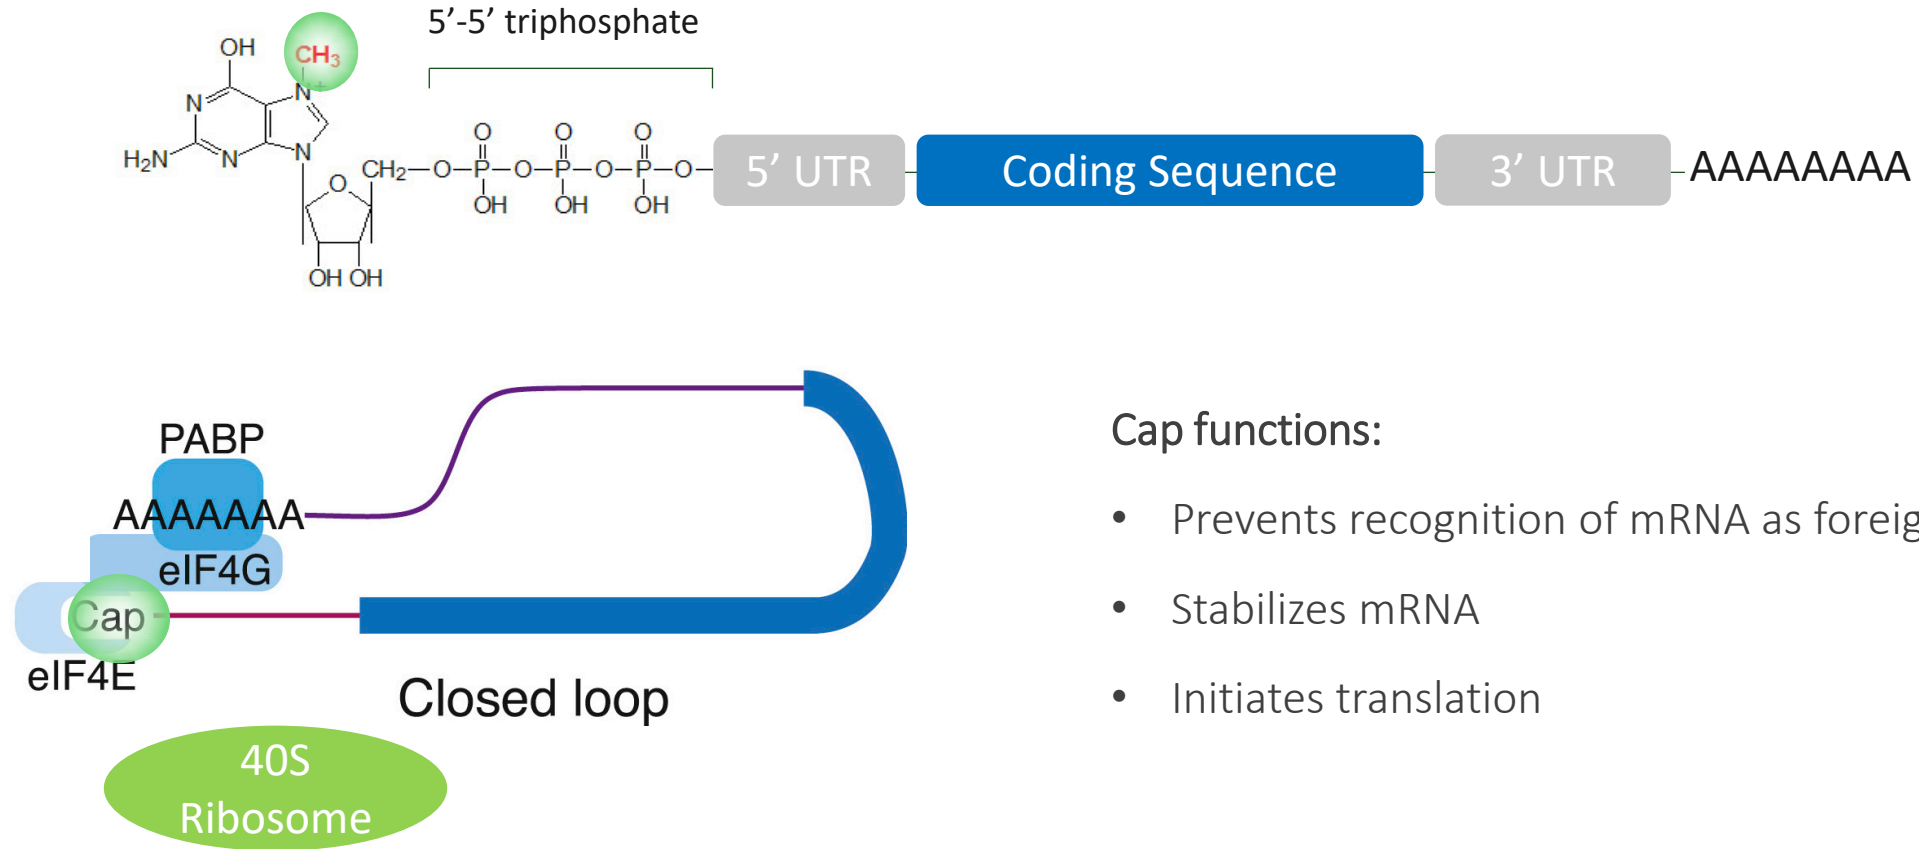 5’-5’ triphosphate
OH
CH3
N
+
N
N
N
H2N
O
CH2–O–P–O–P–O–P–O–
O
O
O
OH
OH
OH
OH OH
5’ UTR
Coding Sequence
3’ UTR
AAAAAAAA
PABP
AAAAAAA
eIF4G
Cap
eIF4E
Closed loop
40S
Ribosome
Cap functions:
• Prevents recognition of mRNA as foreig
• Stabilizes mRNA
• Initiates translation